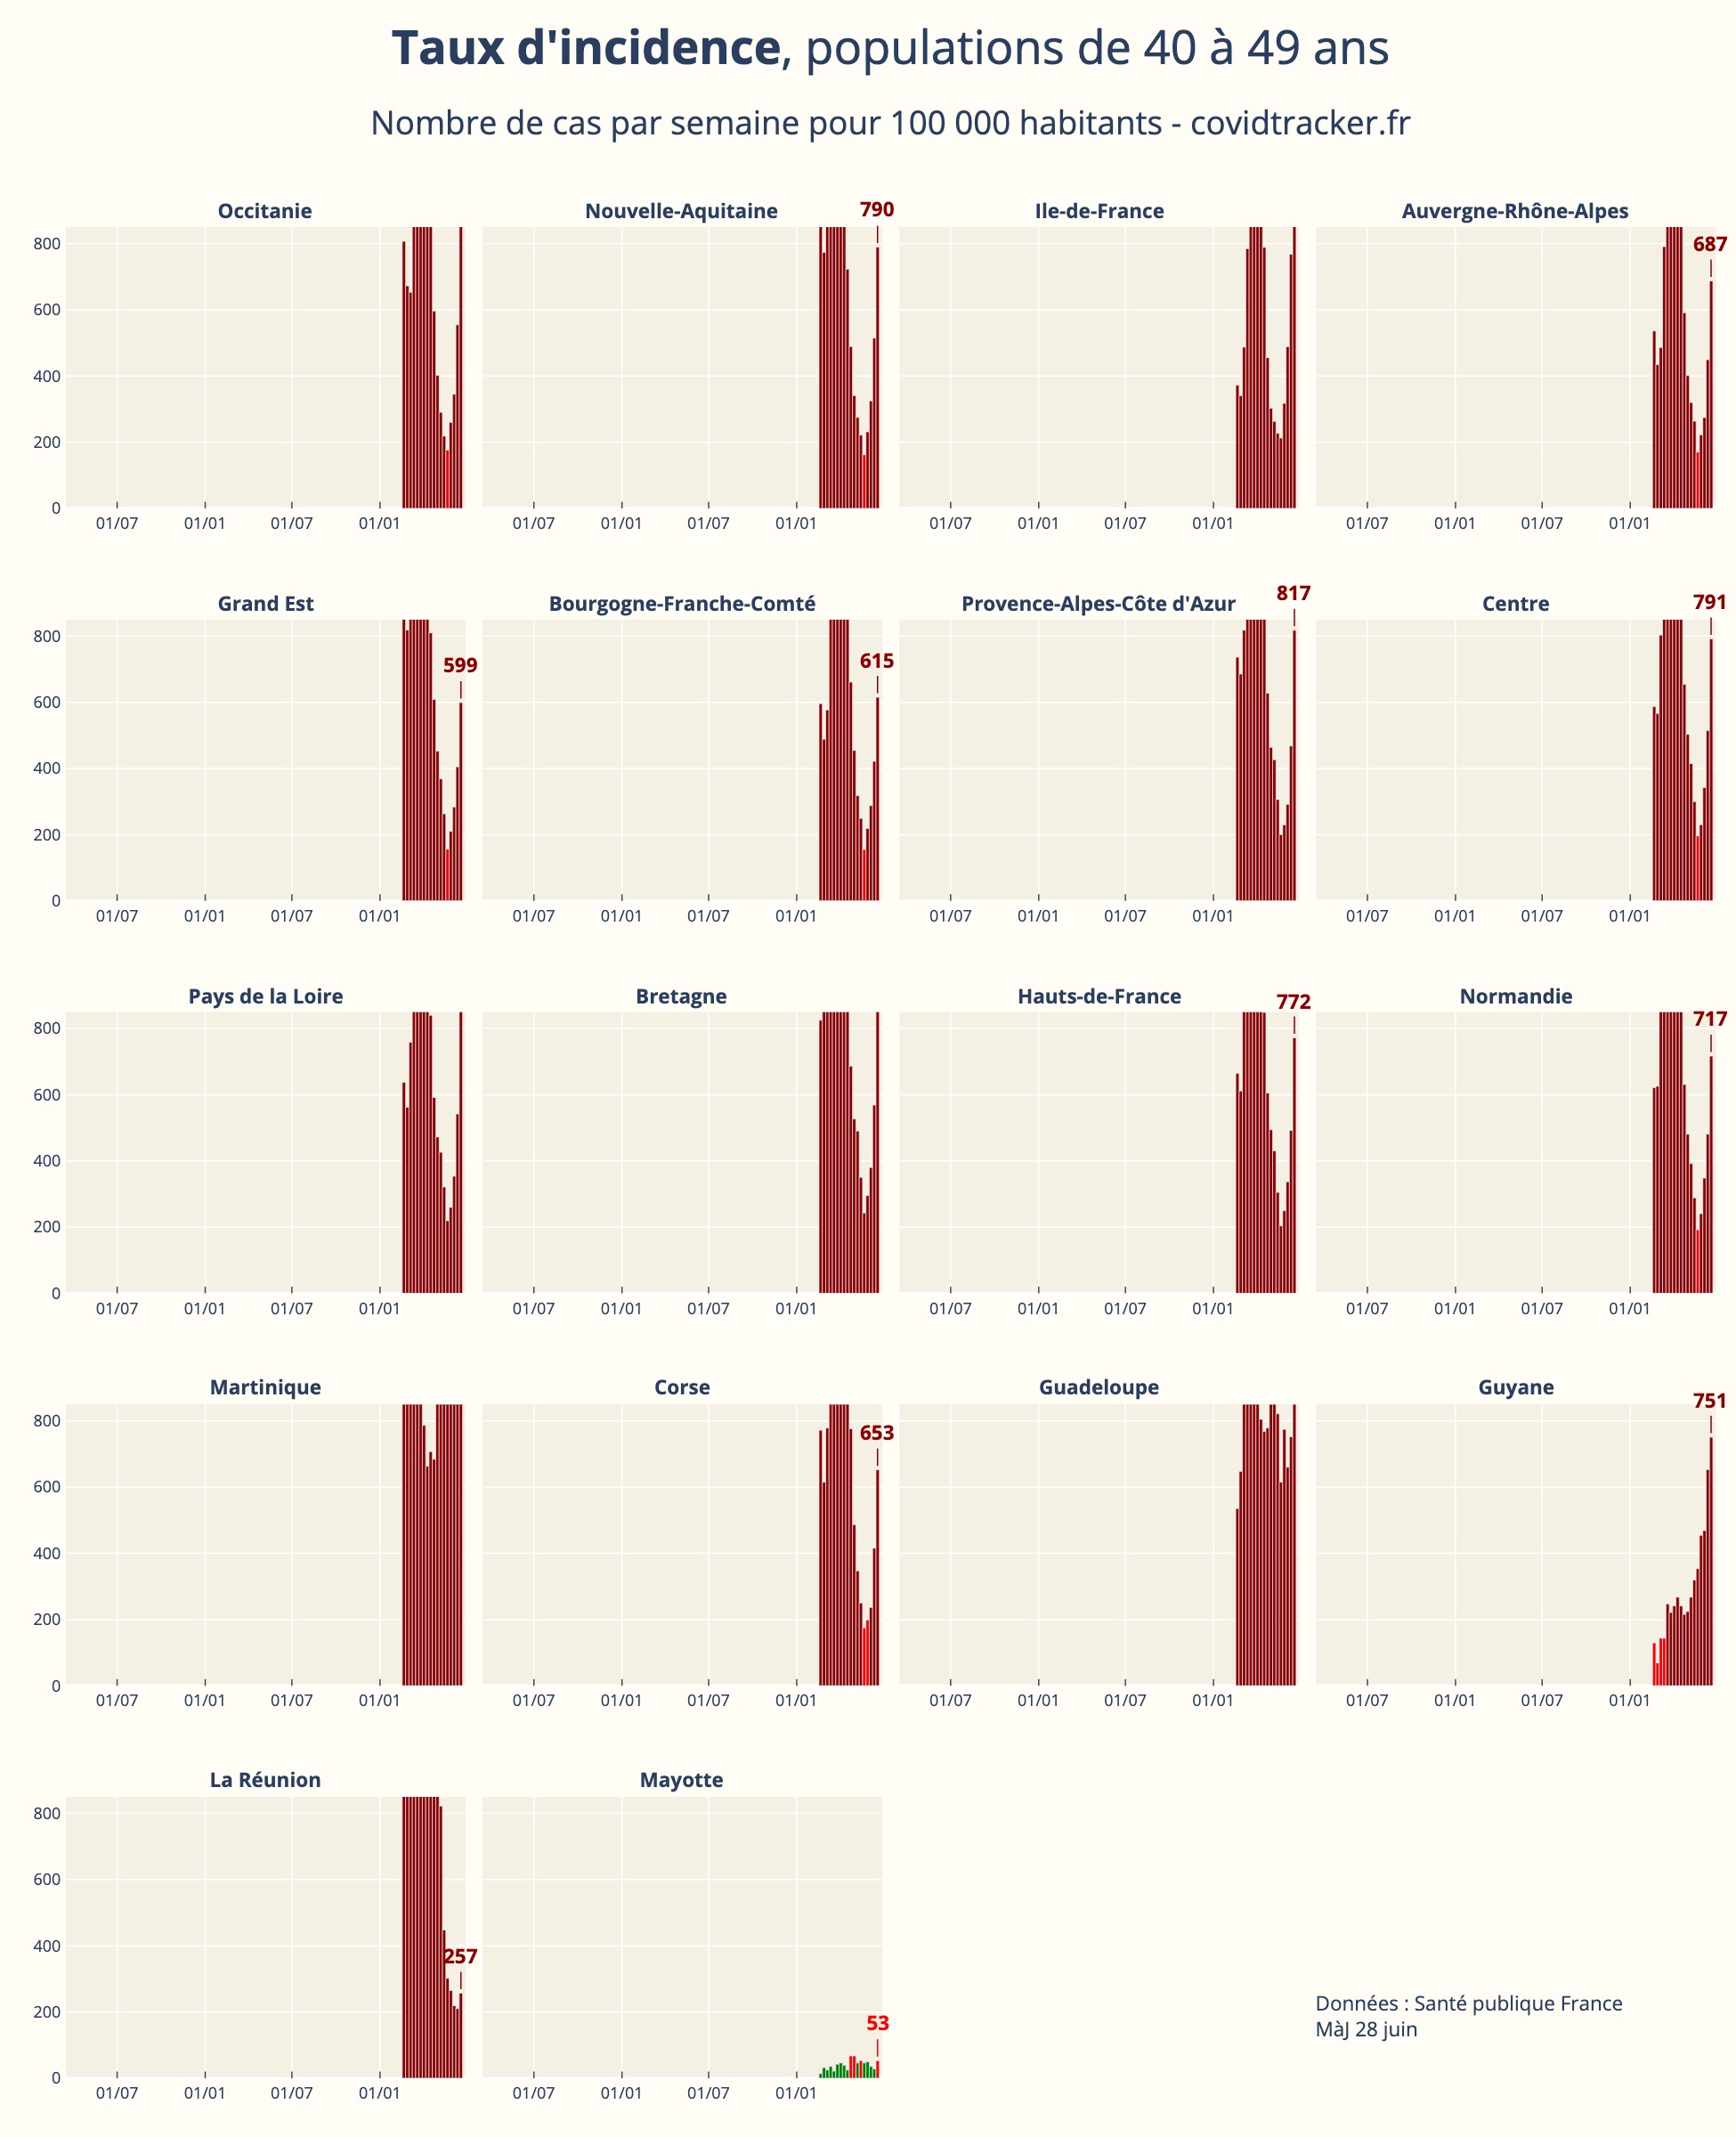 Taux d'incidence, populations de 40 à 49 ans
Nombre de cas par semaine pour 100 000 habitants - covidtracker.fr
Occitanie
Nouvelle-Aquitaine
790
Ile-de-France
Auvergne-Rhône-Alpes
687
800
600
400
200
0
01/07 01/01 01/07 01/01
01/07 01/01 01/07 01/01
01/07 01/01 01/07 01/01
01/07 01/01 01/07 01/01
Grand Est
599
Bourgogne-Franche-Comté
615
Provence-Alpes-Côte d'Azur
817
Centre
791
800
600
400
200
0
01/07 01/01 01/07 01/01
01/07 01/01 01/07 01/01
01/07 01/01 01/07 01/01
01/07 01/01 01/07 01/01
Pays de la Loire
Bretagne
Hauts-de-France
772
Normandie
717
800
600
400
200
0
01/07 01/01 01/07 01/01
01/07 01/01 01/07 01/01
01/07 01/01 01/07 01/01
01/07 01/01 01/07 01/01
Martinique
Corse
653
Guadeloupe
Guyane
751
800
600
400
200
0
01/07 01/01 01/07 01/01
01/07 01/01 01/07 01/01
01/07 01/01 01/07 01/01
01/07 01/01 01/07 01/01
La Réunion
257
Mayotte
53
800
600
400
200
0
01/07 01/01 01/07 01/01
01/07 01/01 01/07 01/01
Données : Santé publique France
MàJ 28 juin